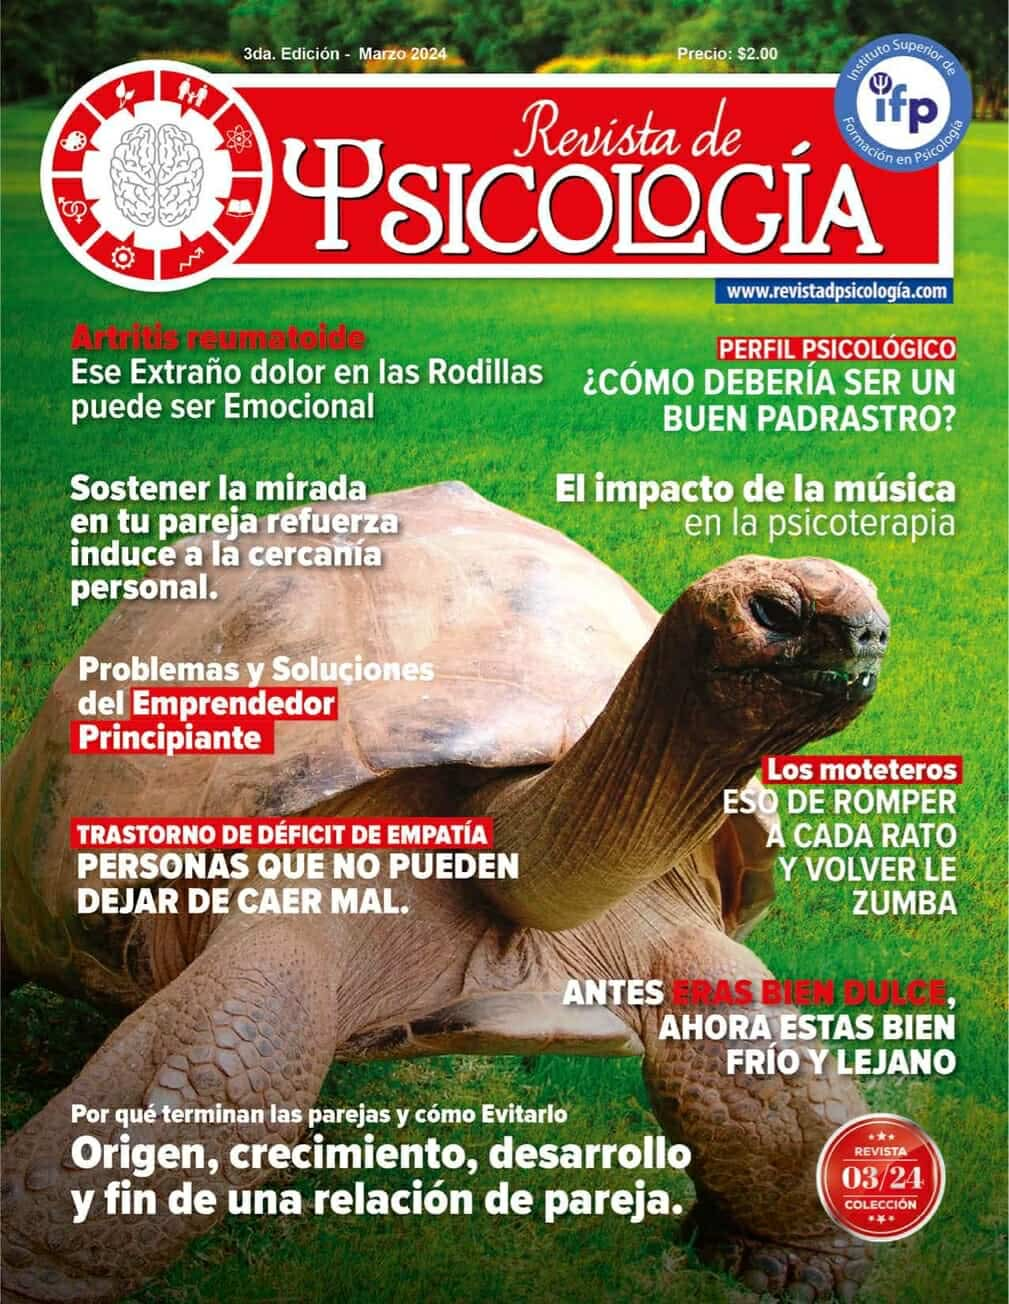 3da. Edición - Marzo 2024
Precio: $2.00
Instituto Superior de
Formación en Psicología
ifp
Revista de
PSICOLOGÍA
www.revistadpsicología.com
Artritis reumatoide
Ese Extraño dolor en las Rodillas
puede ser Emocional
PERFIL PSICOLÓGICO
¿CÓMO DEBERÍA SER UN
BUEN PADRASTRO?
Sostener la mirada
en tu pareja refuerza
induce a la cercanía
personal.
El impacto de la música
en la psicoterapia
Problemas y Soluciones
del Emprendedor
Principiante
Los moteteros
ESO DE ROMPER
A CADA RATO
Y VOLVER LE
ZUMBA
TRASTORNO DE DÉFICIT DE EMPATÍA
PERSONAS QUE NO PUEDEN
DEJAR DE CAER MAL.
ANTES ERAS BIEN DULCE,
AHORA ESTAS BIEN
FRÍO Y LEJANO
Por qué terminan las parejas y cómo Evitarlo
Origen, crecimiento, desarrollo
y fin de una relación de pareja.
REVISTA
03/24
COLECCIÓN